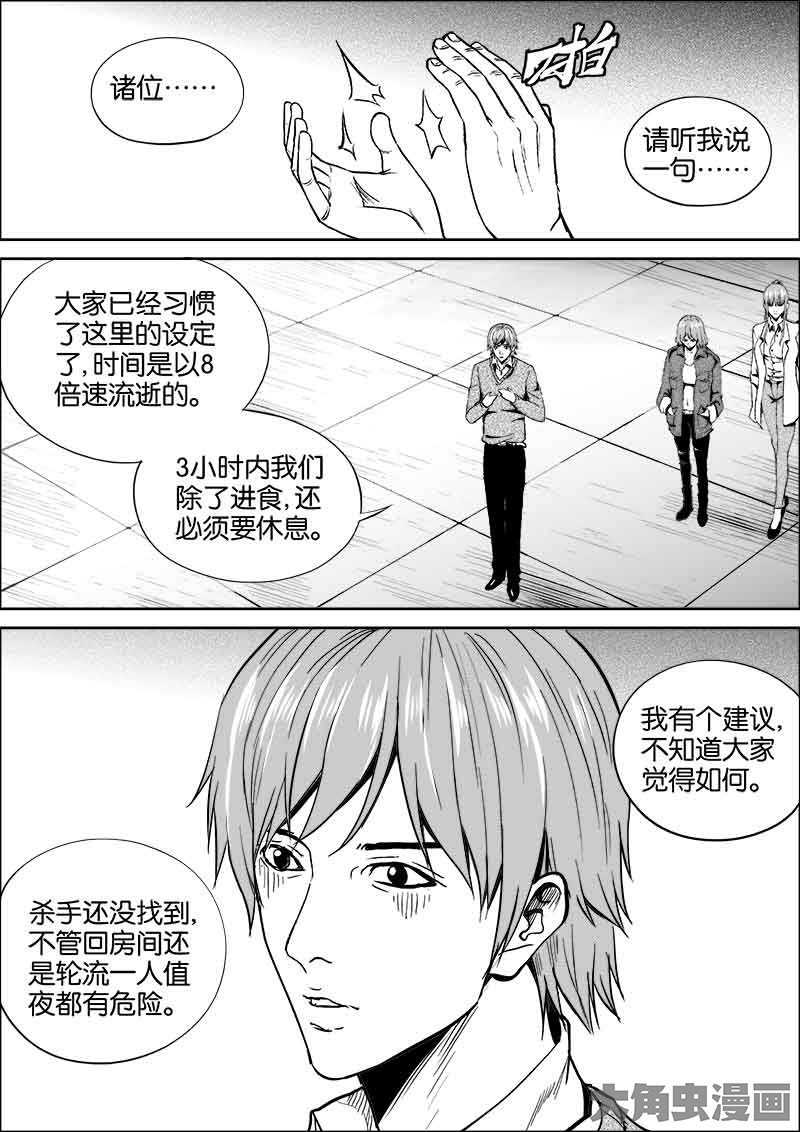 诸位……
啪
请听我说
一句……
大家已经习惯
了这里的设定
了,时间是以8
倍速流逝的。
3小时内我们
除了进食,还
必须要休息。
我有个建议,
不知道大家
觉得如何。
杀手还没找到,
不管回房间还
是轮流一人值
夜都有危险。
大角虫漫画